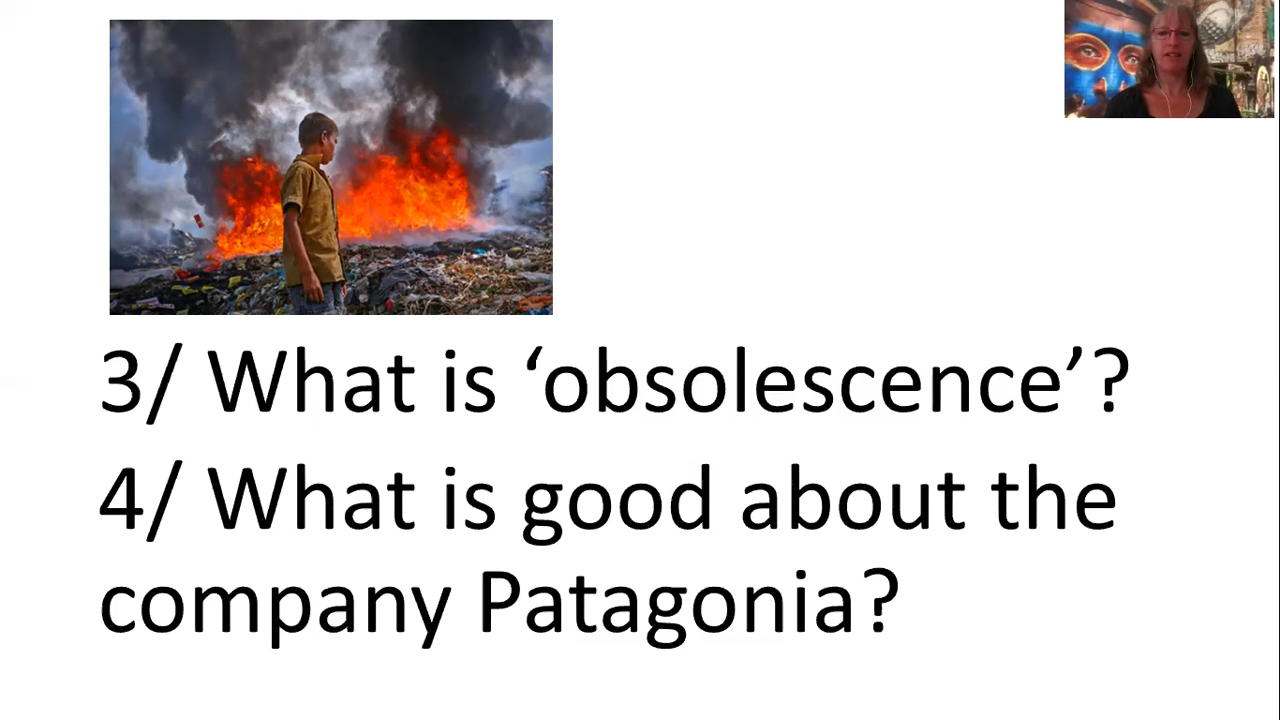 3/ What is ‘obsolescence’?
4/ What is good about the
company Patagonia?